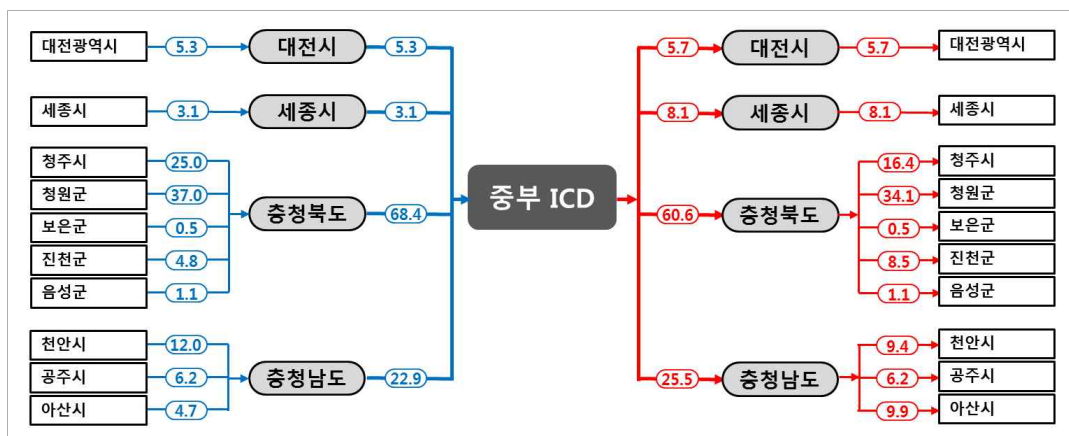 대전광역시 5.3 대전시 5.3 5.7 대전시 5.7 대전광역시
세종시 3.1 세종시 3.1 8.1 세종시 8.1 세종시
청주시 25.0 16.4 청주시
청원군 37.0 34.1 청원군
보은군 0.5 충청북도 68.4 중부 ICD 60.6 충청북도 0.5 보은군
진천군 4.8 8.5 진천군
음성군 1.1 1.1 음성군
천안시 12.0 9.4 천안시
공주시 6.2 충청남도 22.9 25.5 충청남도 6.2 공주시
아산시 4.7 9.9 아산시